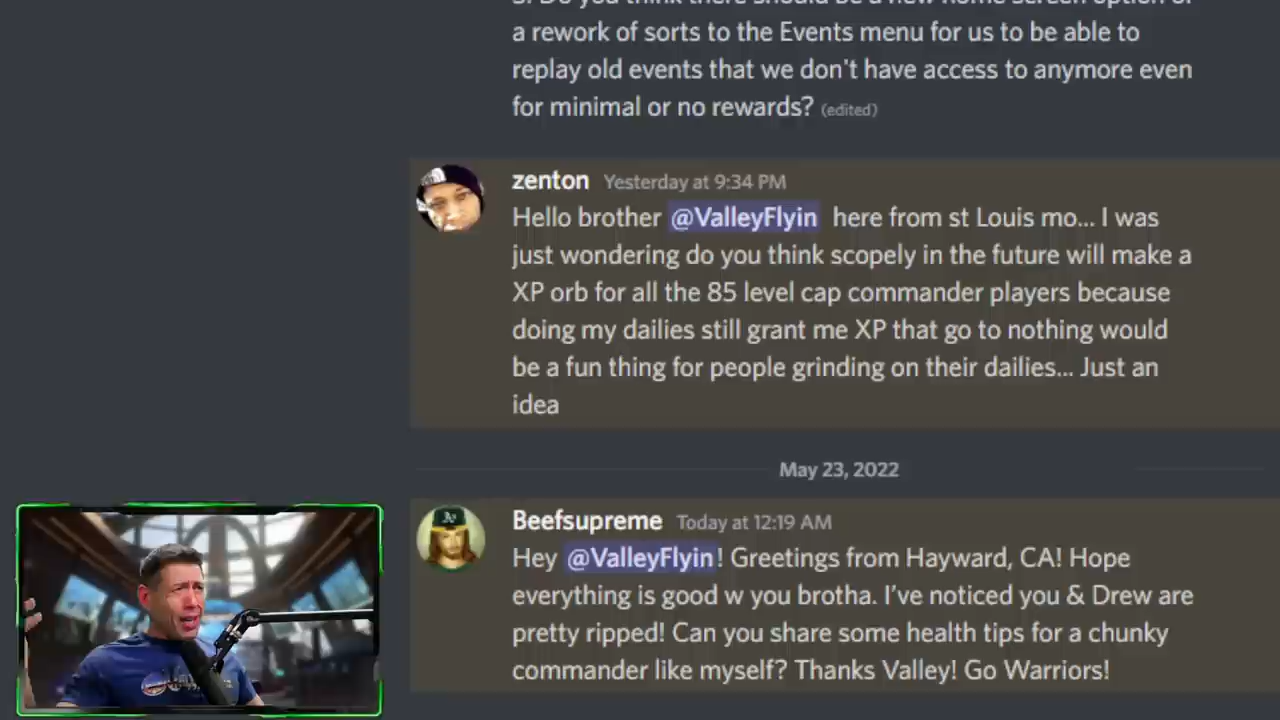 a rework of sorts to the Events menu for us to be able to
replay old events that we don't have access to anymore even
for minimal or no rewards? (edited)
zenton Yesterday at 9:34 PM
Hello brother @ValleyFlyin here from st Louis mo... I was
just wondering do you think scopely in the future will make a
XP orb for all the 85 level cap commander players because
doing my dailies still grant me XP that go to nothing would
be a fun thing for people grinding on their dailies... Just an
idea
May 23, 2022
Beefsupreme Today at 12:19 AM
Hey @ValleyFlyin! Greetings from Hayward, CA! Hope
everything is good w you brotha. I've noticed you & Drew are
pretty ripped! Can you share some health tips for a chunky
commander like myself? Thanks Valley! Go Warriors!